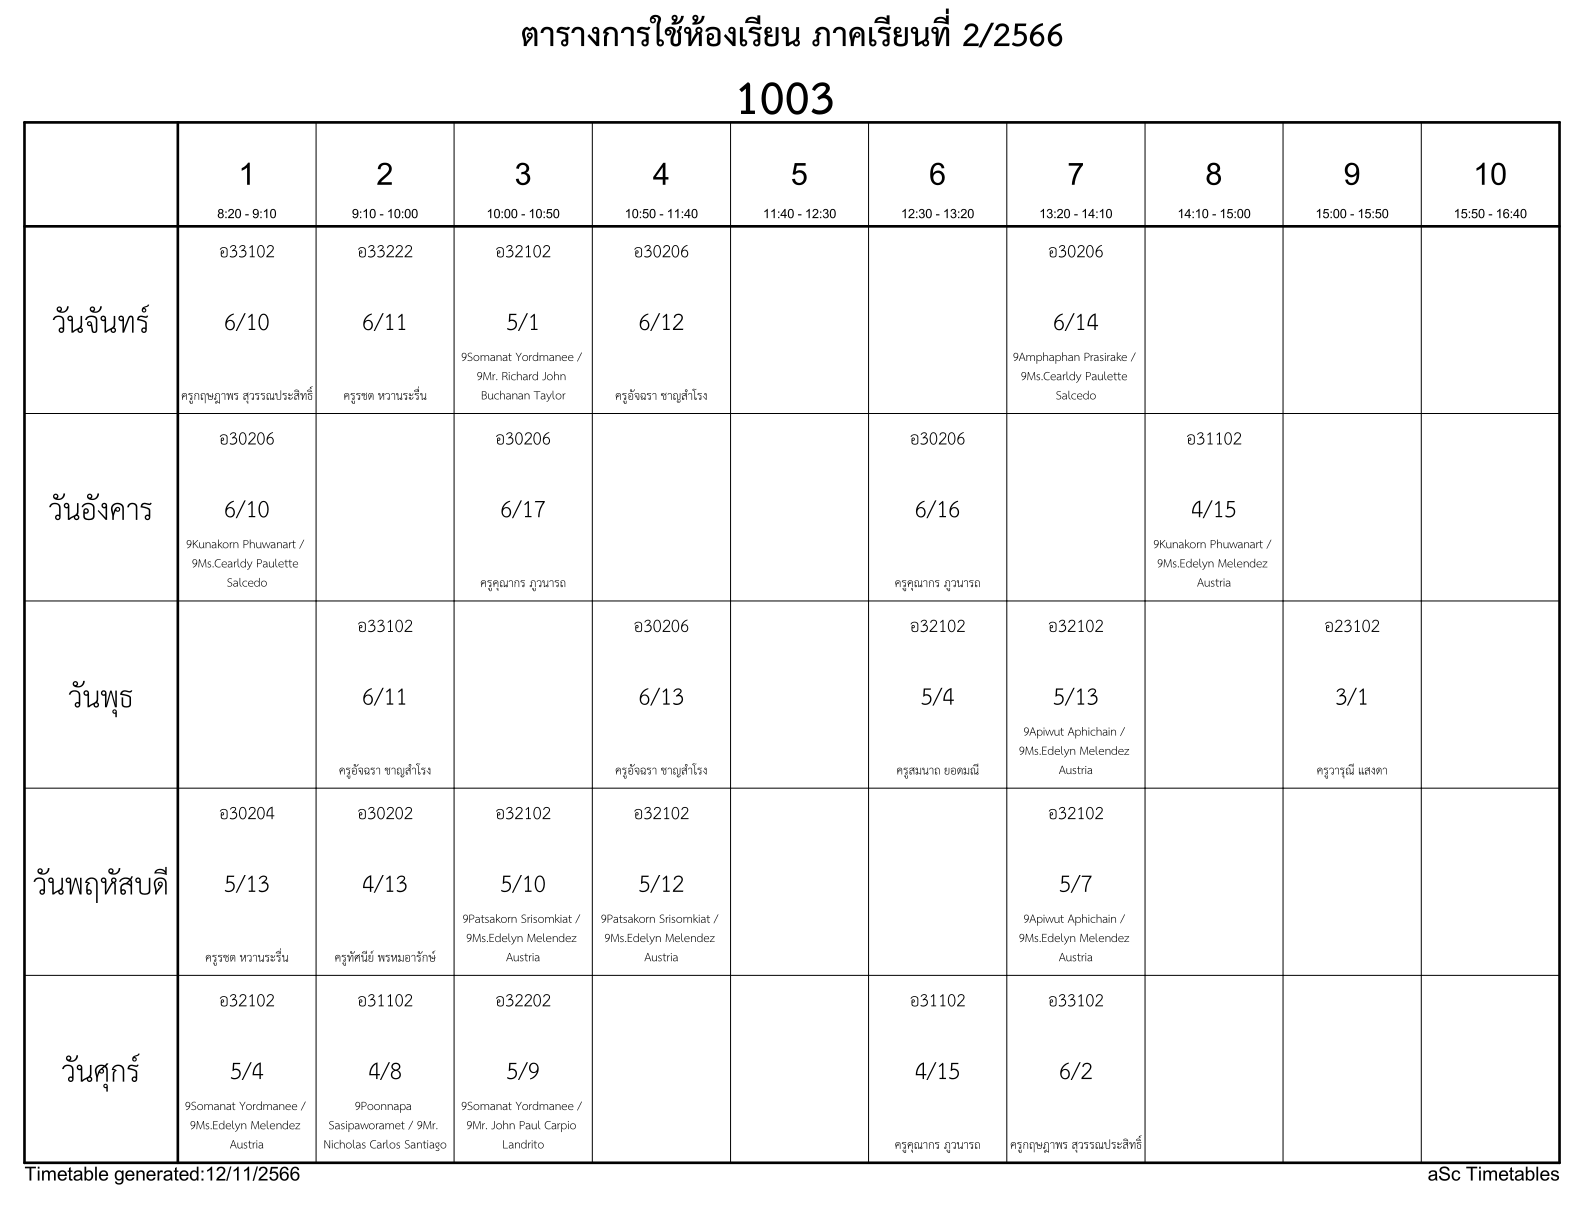 ตารางการใช้ห้องเรียน ภาคเรียนที่ 2/2566
1003
1 2 3 4 5 6 7 8 9 10
8:20 - 9:10 9:10 - 10:00 10:00 - 10:50 10:50 - 11:40 11:40 - 12:30 12:30 - 13:20 13:20 - 14:10 14:10 - 15:00 15:00 - 15:50 15:50 - 16:40
วันจันทร์
อ33102
6/10
ครูกฤษฎาพร สุวรรณประสิทธิ์
อ33222
6/11
ครูรชต หวานระรื่น
อ32102
5/1
9Somanat Yordmanee /
9Mr. Richard John
Buchanan Taylor
อ30206
6/12
ครูอัจฉรา ชาญสำโรง
อ30206
6/14
9Amphaphan Prasirake /
9Ms.Cearldy Paulette
Salcedo
วันอังคาร
อ30206
6/10
9Kunakorn Phuwanart /
9Ms.Cearldy Paulette
Salcedo
อ30206
6/17
ครูคุณากร ภูวนารถ
อ30206
6/16
ครูคุณากร ภูวนารถ
อ31102
4/15
9Kunakorn Phuwanart /
9Ms.Edelyn Melendez
Austria
วันพุธ
อ33102
6/11
ครูอัจฉรา ชาญสำโรง
อ30206
6/13
ครูอัจฉรา ชาญสำโรง
อ32102
5/4
ครูสมนาถ ยอดมณี
อ32102
5/13
9Apiwut Aphichain /
9Ms.Edelyn Melendez
Austria
อ23102
3/1
ครูวารุณี แสงดา
วันพฤหัสบดี
อ30204
5/13
ครูรชต หวานระรื่น
อ30202
4/13
ครูทัศนีย์ พรหมอารักษ์
อ32102
5/10
9Patsakorn Srisomkiat /
9Ms.Edelyn Melendez
Austria
อ32102
5/12
9Patsakorn Srisomkiat /
9Ms.Edelyn Melendez
Austria
อ32102
5/7
9Apiwut Aphichain /
9Ms.Edelyn Melendez
Austria
วันศุกร์
อ32102
5/4
9Somanat Yordmanee /
9Ms.Edelyn Melendez
Austria
อ31102
4/8
9Poonnapa
Sasipaworamet / 9Mr.
Nicholas Carlos Santiago
อ32202
5/9
9Somanat Yordmanee /
9Mr. John Paul Carpio
Landrito
อ31102
4/15
ครูคุณากร ภูวนารถ
อ33102
6/2
ครูกฤษฎาพร สุวรรณประสิทธิ์
Timetable generated:12/11/2566
aSc Timetables